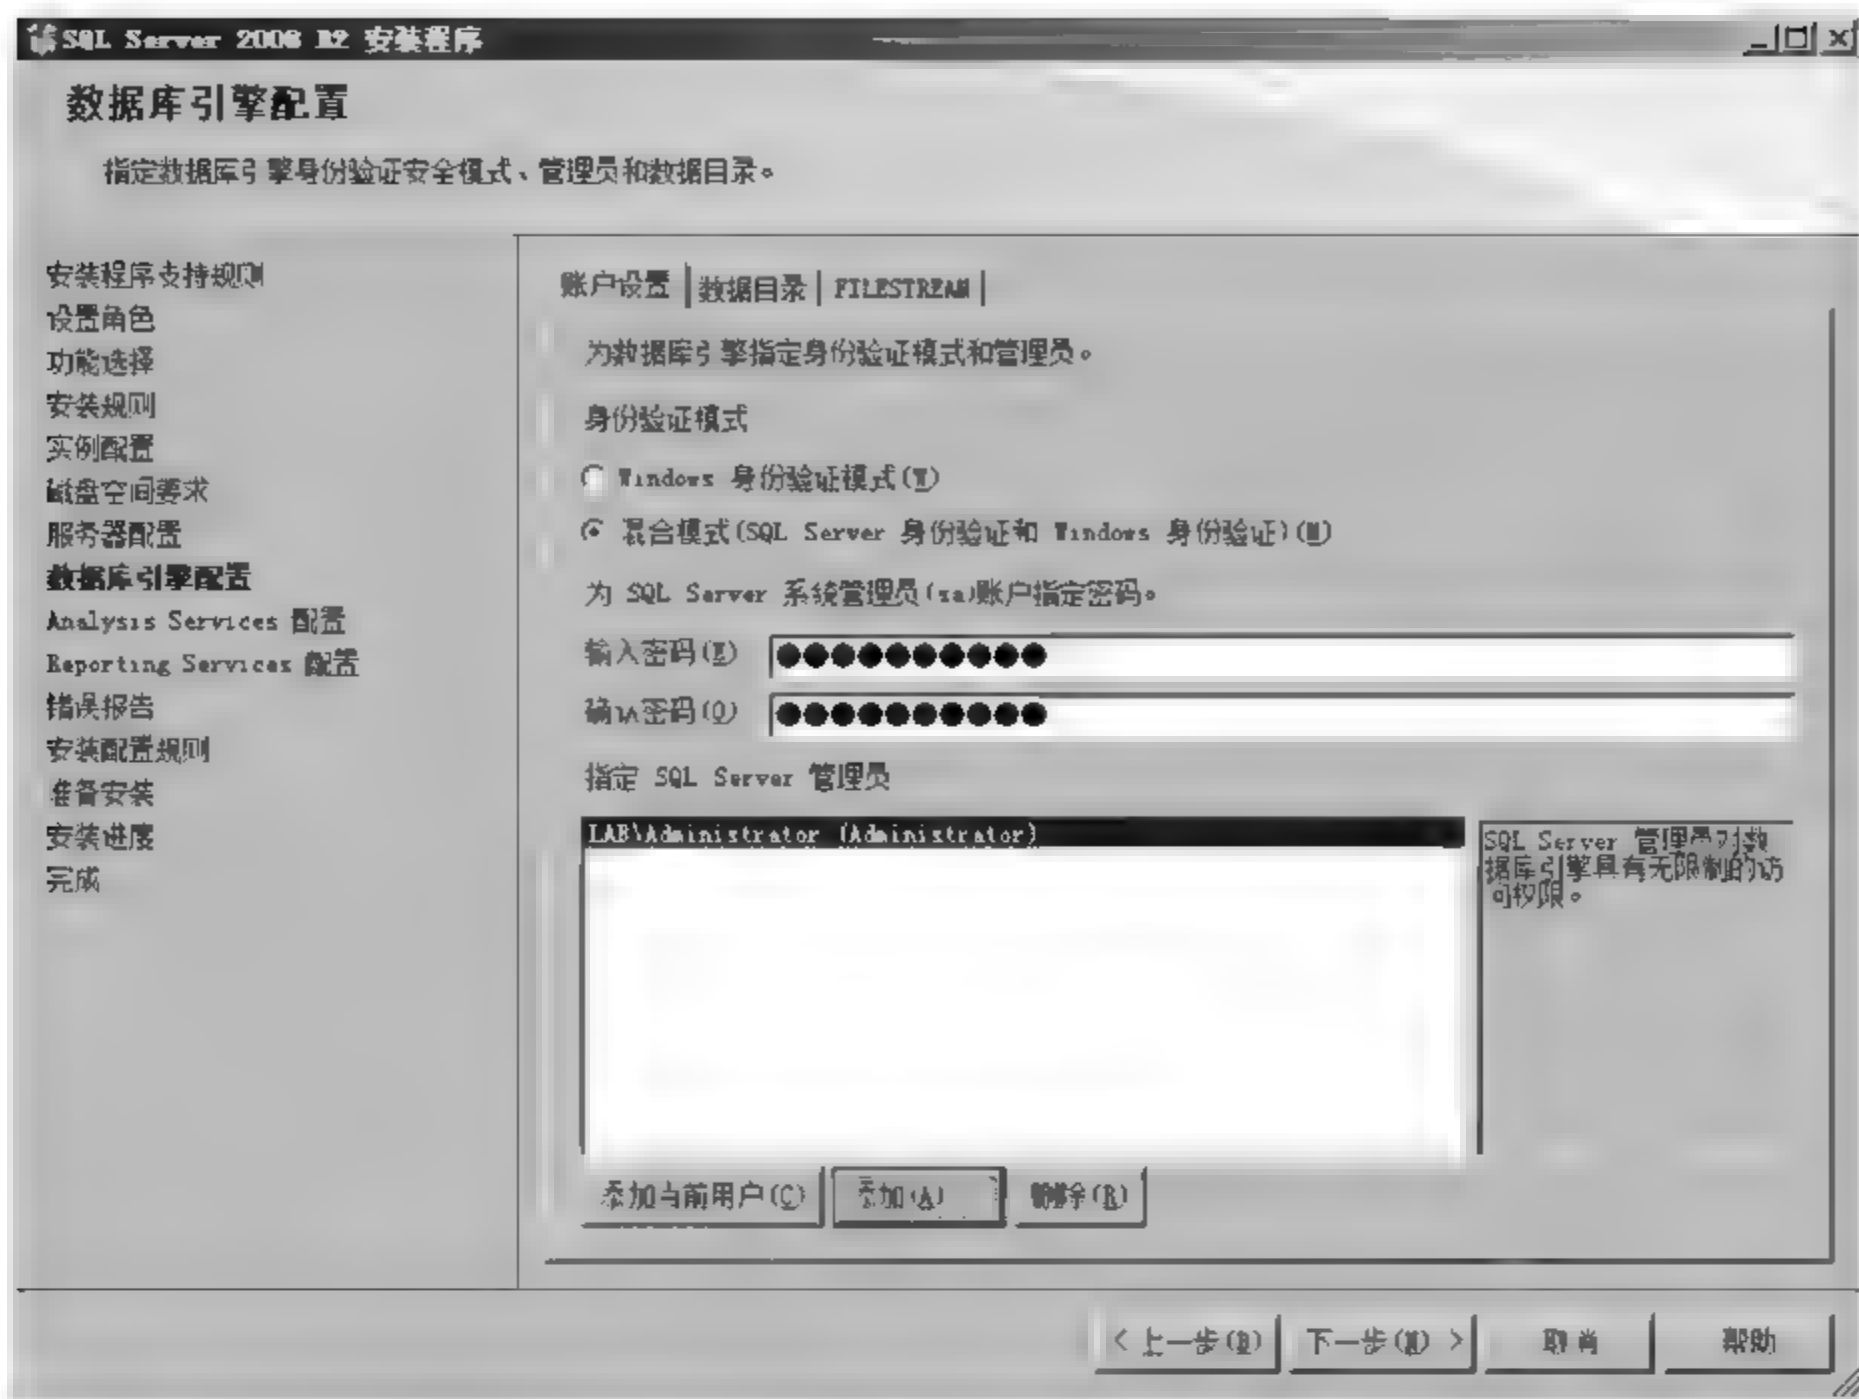 SQL Server 2008 R2 安装程序
数据库引擎配置
指定数据库引擎身份验证安全模式、管理员和数据目录。
安装程序支持规则
设置角色
功能选择
安装规则
实例配置
磁盘空间要求
服务器配置
数据库引擎配置
Analysis Services 配置
Reporting Services 配置
错误报告
安装配置规则
准备安装
安装进度
完成
账户设置 数据目录 FILESTREAM
为数据库引擎指定身份验证模式和管理员。
身份验证模式
Windows 身份验证模式(W)
混合模式(SQL Server 身份验证和 Windows 身份验证)(M)
为 SQL Server 系统管理员(sa)账户指定密码。
输入密码(E) ●●●●●●●●●●
确认密码(O) ●●●●●●●●●●
指定 SQL Server 管理员
LAB\Administrator (Administrator)
SQL Server 管理员对数
据库引擎具有无限制的访
问权限。
添加当前用户(C) 添加(A) 删除(R)
< 上一步(B) 下一步(N) > 取消 帮助